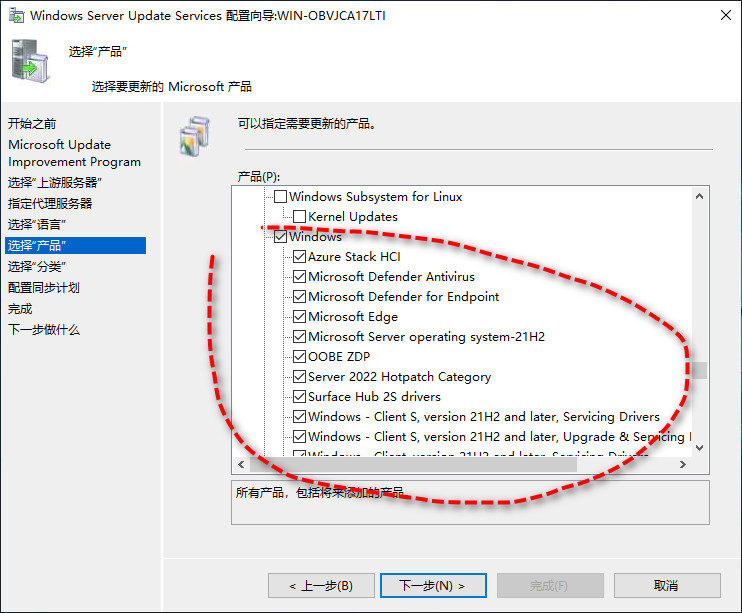 Windows Server Update Services 配置向导:WIN-OBVJCA17LTI
选择"产品"
选择要更新的 Microsoft 产品
开始之前
Microsoft Update
Improvement Program
选择"上游服务器"
指定代理服务器
选择"语言"
选择"产品"
选择"分类"
配置同步计划
完成
下一步做什么
可以指定需要更新的产品。
产品(P):
Windows Subsystem for Linux
Kernel Updates
Windows
Azure Stack HCI
Microsoft Defender Antivirus
Microsoft Defender for Endpoint
Microsoft Edge
Microsoft Server operating system-21H2
OOBE ZDP
Server 2022 Hotpatch Category
Surface Hub 2S drivers
Windows - Client S, version 21H2 and later, Servicing Drivers
Windows - Client S, version 21H2 and later, Upgrade & Servicing
Windows - Client, version 21H2 and later, Servicing Drivers
所有产品，包括将来添加的产品
< 上一步(B)
下一步(N) >
完成(F)
取消